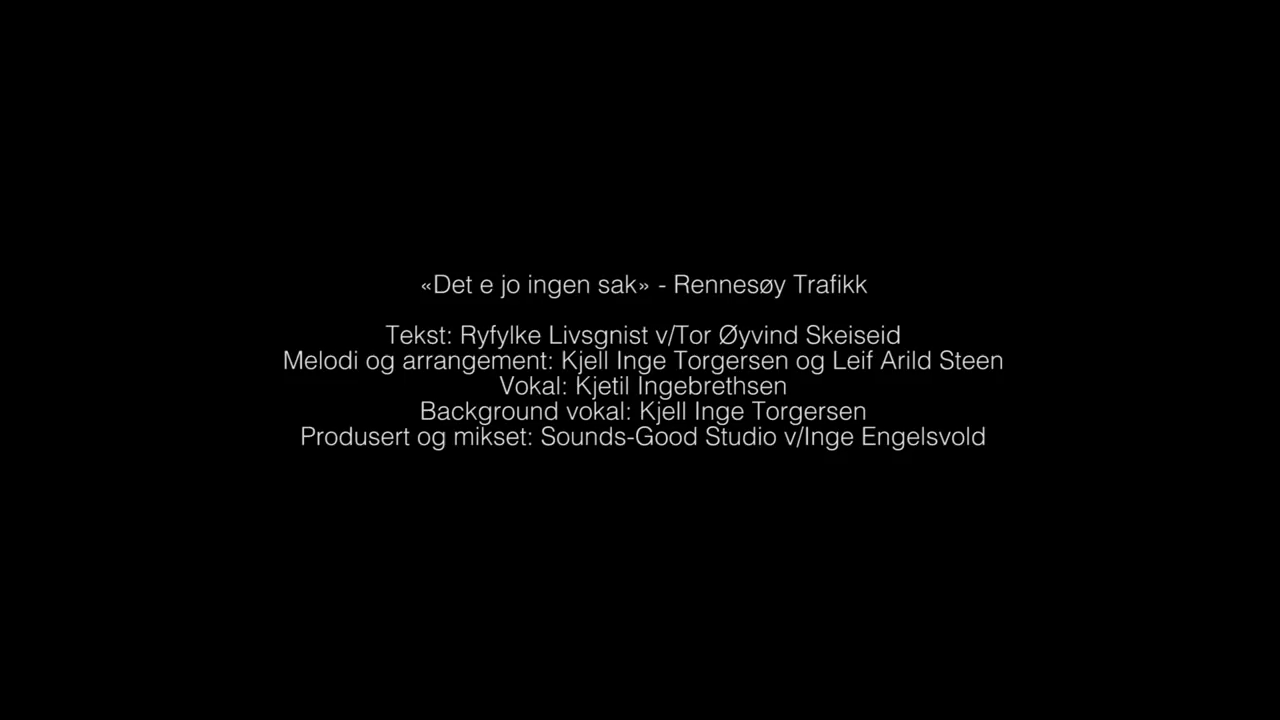 «Det e jo ingen sak» - Rennesøy Trafikk
Tekst: Ryfylke Livsgnist v/Tor Øyvind Skeiseid
Melodi og arrangement: Kjell Inge Torgersen og Leif Arild Steen
Vokal: Kjetil Ingebrethsen
Background vokal: Kjell Inge Torgersen
Produsert og mikset: Sounds-Good Studio v/Inge Engelsvold